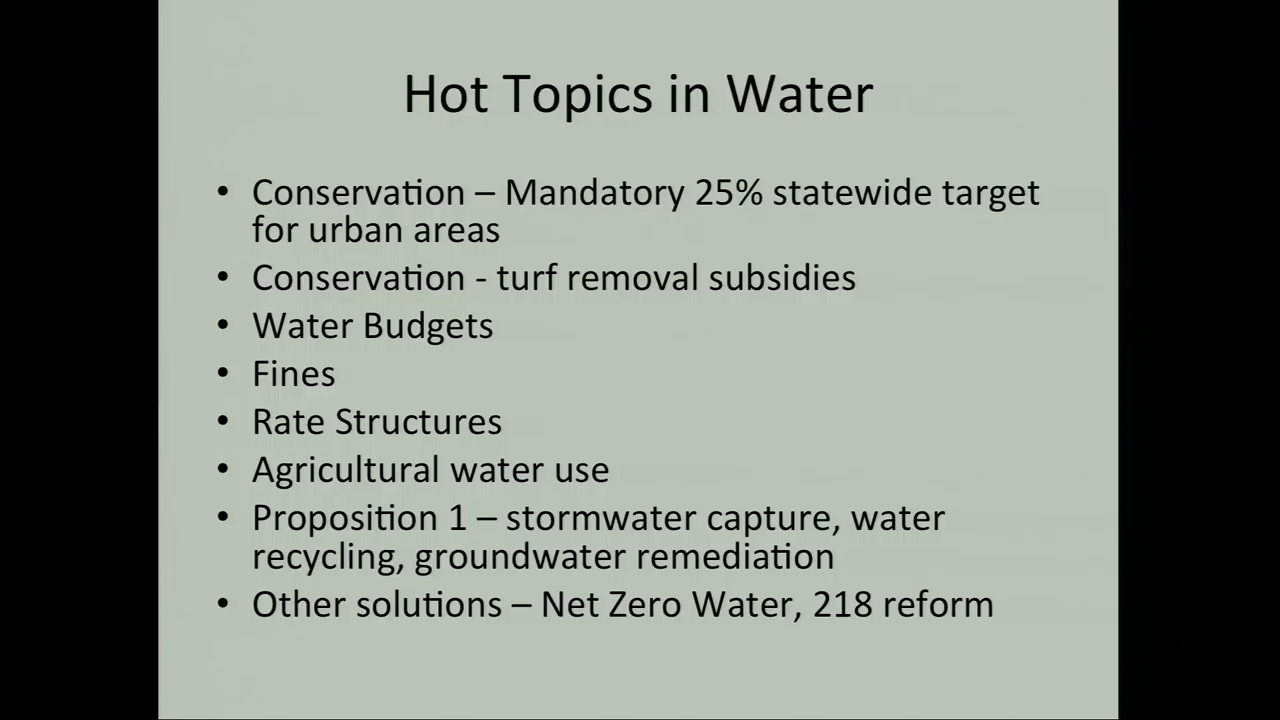 Hot Topics in Water
• Conservation – Mandatory 25% statewide target
for urban areas
• Conservation - turf removal subsidies
• Water Budgets
• Fines
• Rate Structures
• Agricultural water use
• Proposition 1 – stormwater capture, water
recycling, groundwater remediation
• Other solutions – Net Zero Water, 218 reform